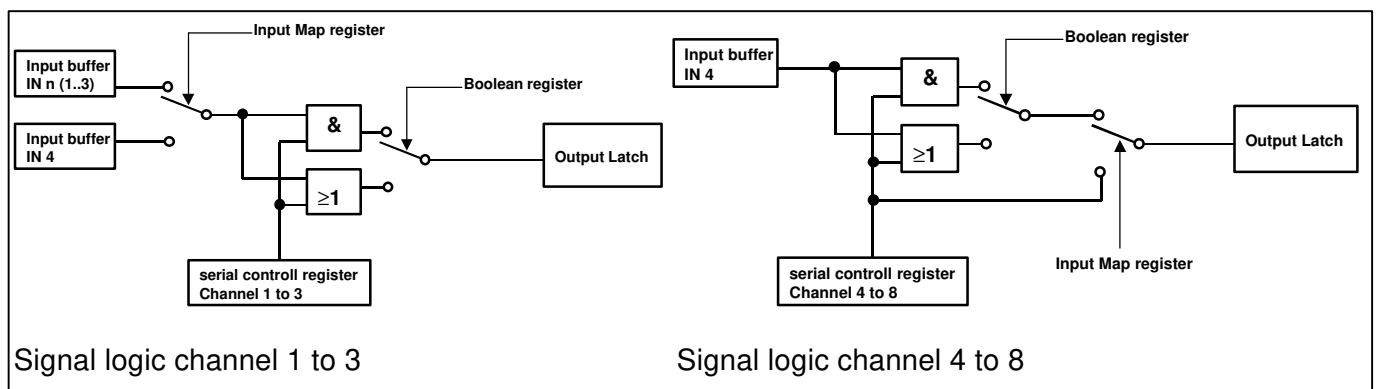 Input Map register
Input buffer
IN n (1..3)
Boolean register
&
Input buffer
IN 4
Output Latch
≥1
serial controll register
Channel 1 to 3
Signal logic channel 1 to 3
Boolean register
Input buffer
IN 4
&
Output Latch
≥1
Input Map register
serial controll register
Channel 4 to 8
Signal logic channel 4 to 8